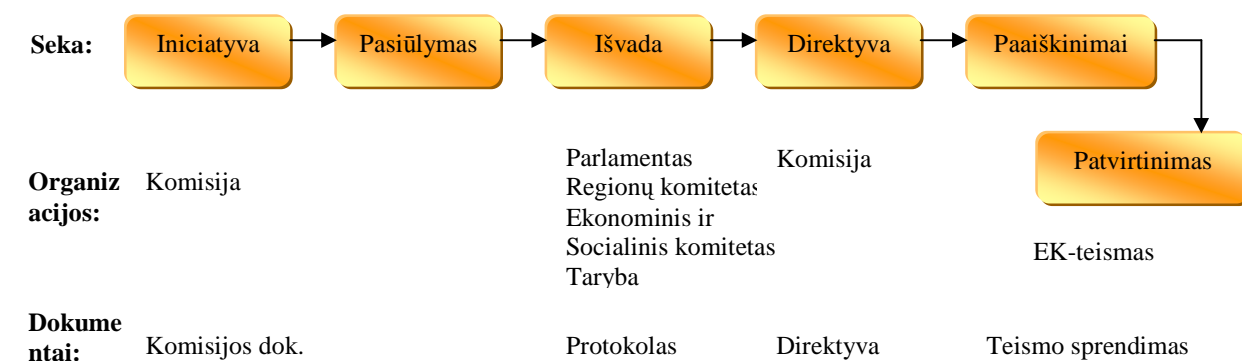 Seka: Iniciatyva Pasiūlymas Išvada Direktyva Paaiškinimai
Patvirtinimas
Organiz
acijos:
Komisija
Parlamentas
Regionų komitetas
Ekonominis ir
Socialinis komitetas
Taryba
Komisija
EK-teismas
Dokume
ntai:
Komisijos dok. Protokolas Direktyva Teismo sprendimas